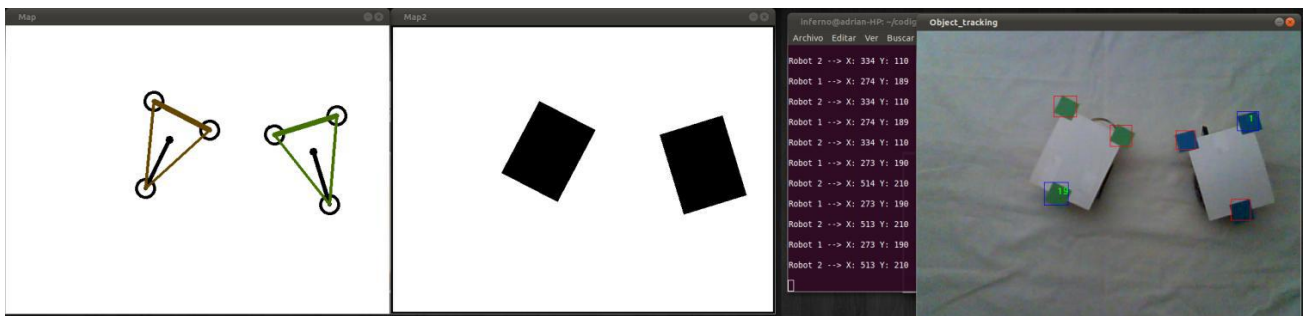 Map
Map2
inferno@adrian-HP: ~/codig
Archivo Editar Ver Buscar
Robot 2 --> X: 334 Y: 110
Robot 1 --> X: 274 Y: 189
Robot 2 --> X: 334 Y: 110
Robot 1 --> X: 274 Y: 189
Robot 2 --> X: 334 Y: 110
Robot 1 --> X: 273 Y: 190
Robot 2 --> X: 514 Y: 210
Robot 1 --> X: 273 Y: 190
Robot 2 --> X: 513 Y: 210
Robot 1 --> X: 273 Y: 190
Robot 2 --> X: 513 Y: 210
Object_tracking
1
19